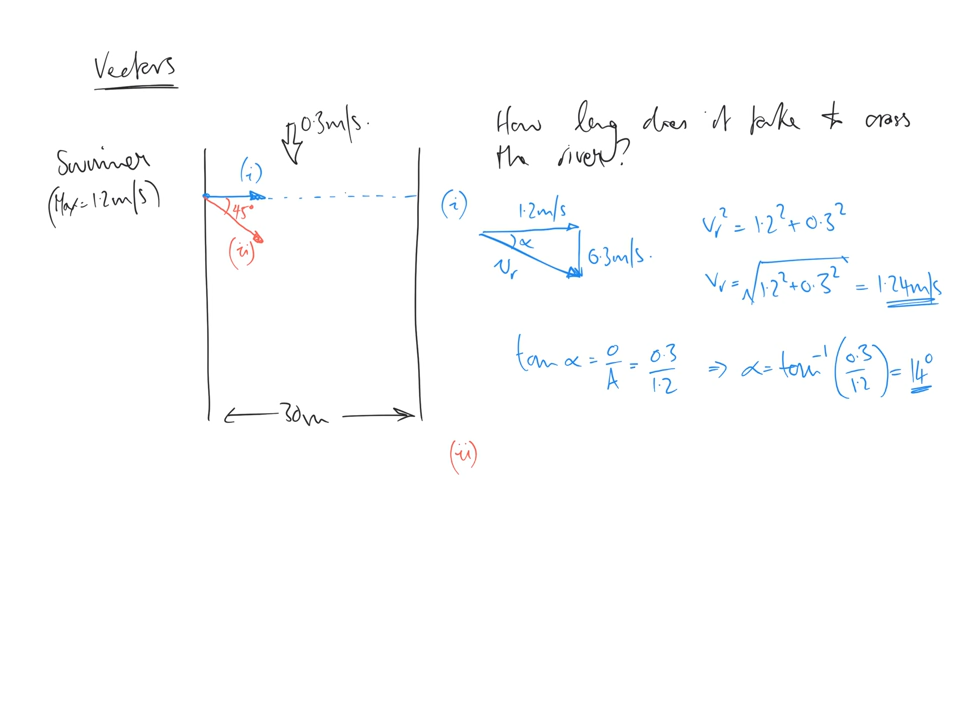 Vectors
0.3m/s.
How long does it take to cross
the river?
Swimmer
(Max=1.2m/s)
(i)
45°
(ii)
(i)
1.2m/s
α
0.3m/s.
Vr
Vr² = 1.2² + 0.3²
Vr = √1.2²+0.3² = 1.24m/s
tan α = O/A = 0.3/1.2 ⇒ α = tan⁻¹(0.3/1.2) = 14°
30m
(ii)